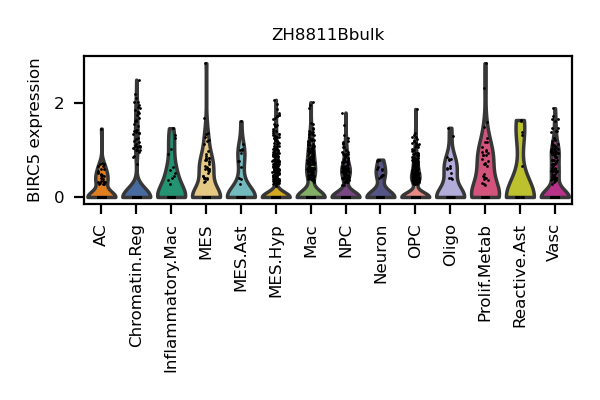 ZH8811Bbulk
BIRC5 expression
2
0
AC
Chromatin.Reg
Inflammatory.Mac
MES
MES.Ast
MES.Hyp
Mac
NPC
Neuron
OPC
Oligo
Prolif.Metab
Reactive.Ast
Vasc